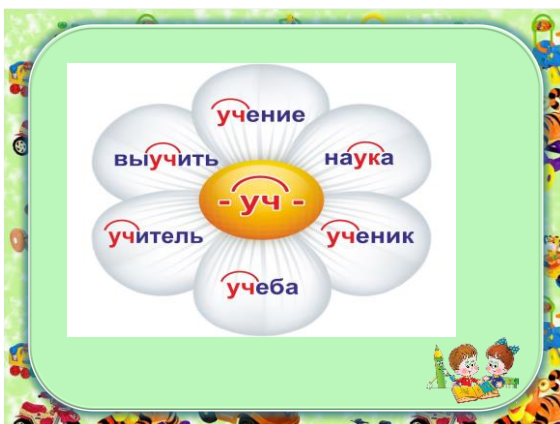 учение
выучить
наука
- уч -
учитель
ученик
учеба